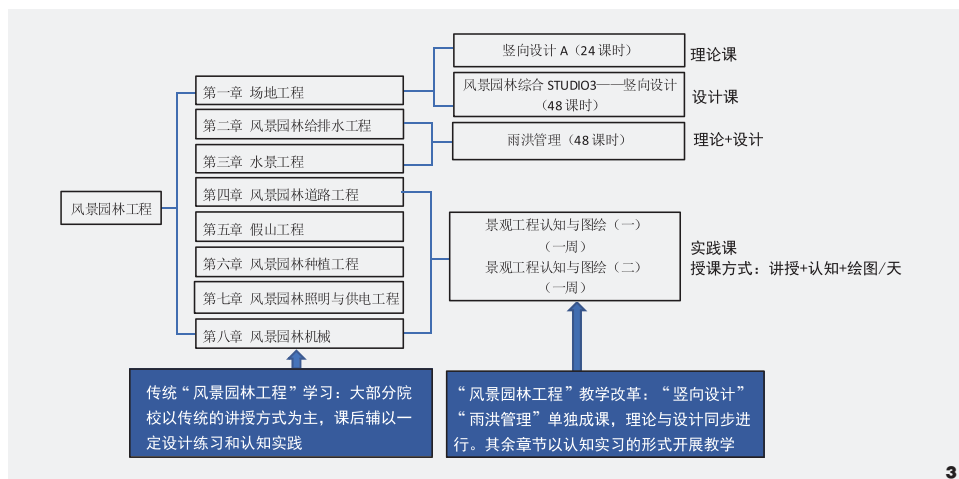 竖向设计 A（24 课时）
理论课
风景园林综合 STUDIO3——竖向设计
（48 课时）
设计课
第一章 场地工程
第二章 风景园林给排水工程
第三章 水景工程
雨洪管理（48 课时）
理论+设计
第四章 风景园林道路工程
风景园林工程
第五章 假山工程
第六章 风景园林种植工程
第七章 风景园林照明与供电工程
第八章 风景园林机械
景观工程认知与图绘（一）
（一周）
景观工程认知与图绘（二）
（一周）
实践课
授课方式：讲授+认知+绘图/天
传统“风景园林工程”学习：大部分院
校以传统的讲授方式为主，课后辅以一
定设计练习和认知实践
“风景园林工程”教学改革：“竖向设计”
“雨洪管理”单独成课，理论与设计同步进
行。其余章节以认知实习的形式开展教学
3